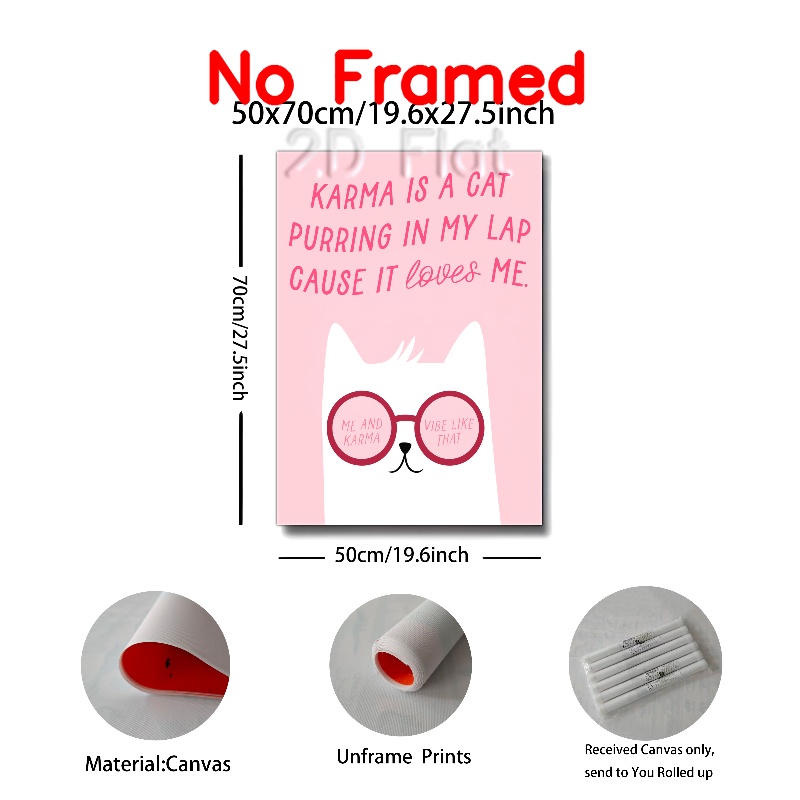 No Framed
50x70cm/19.6x27.5inch
2.D Flat
KARMA IS A CAT
PURRING IN MY LAP
CAUSE IT loves ME.
70cm/27.5inch
ME AND
KARMA
VIBE LIKE
THAT
50cm/19.6inch
Material:Canvas
Unframe Prints
Received Canvas only,
send to You Rolled up